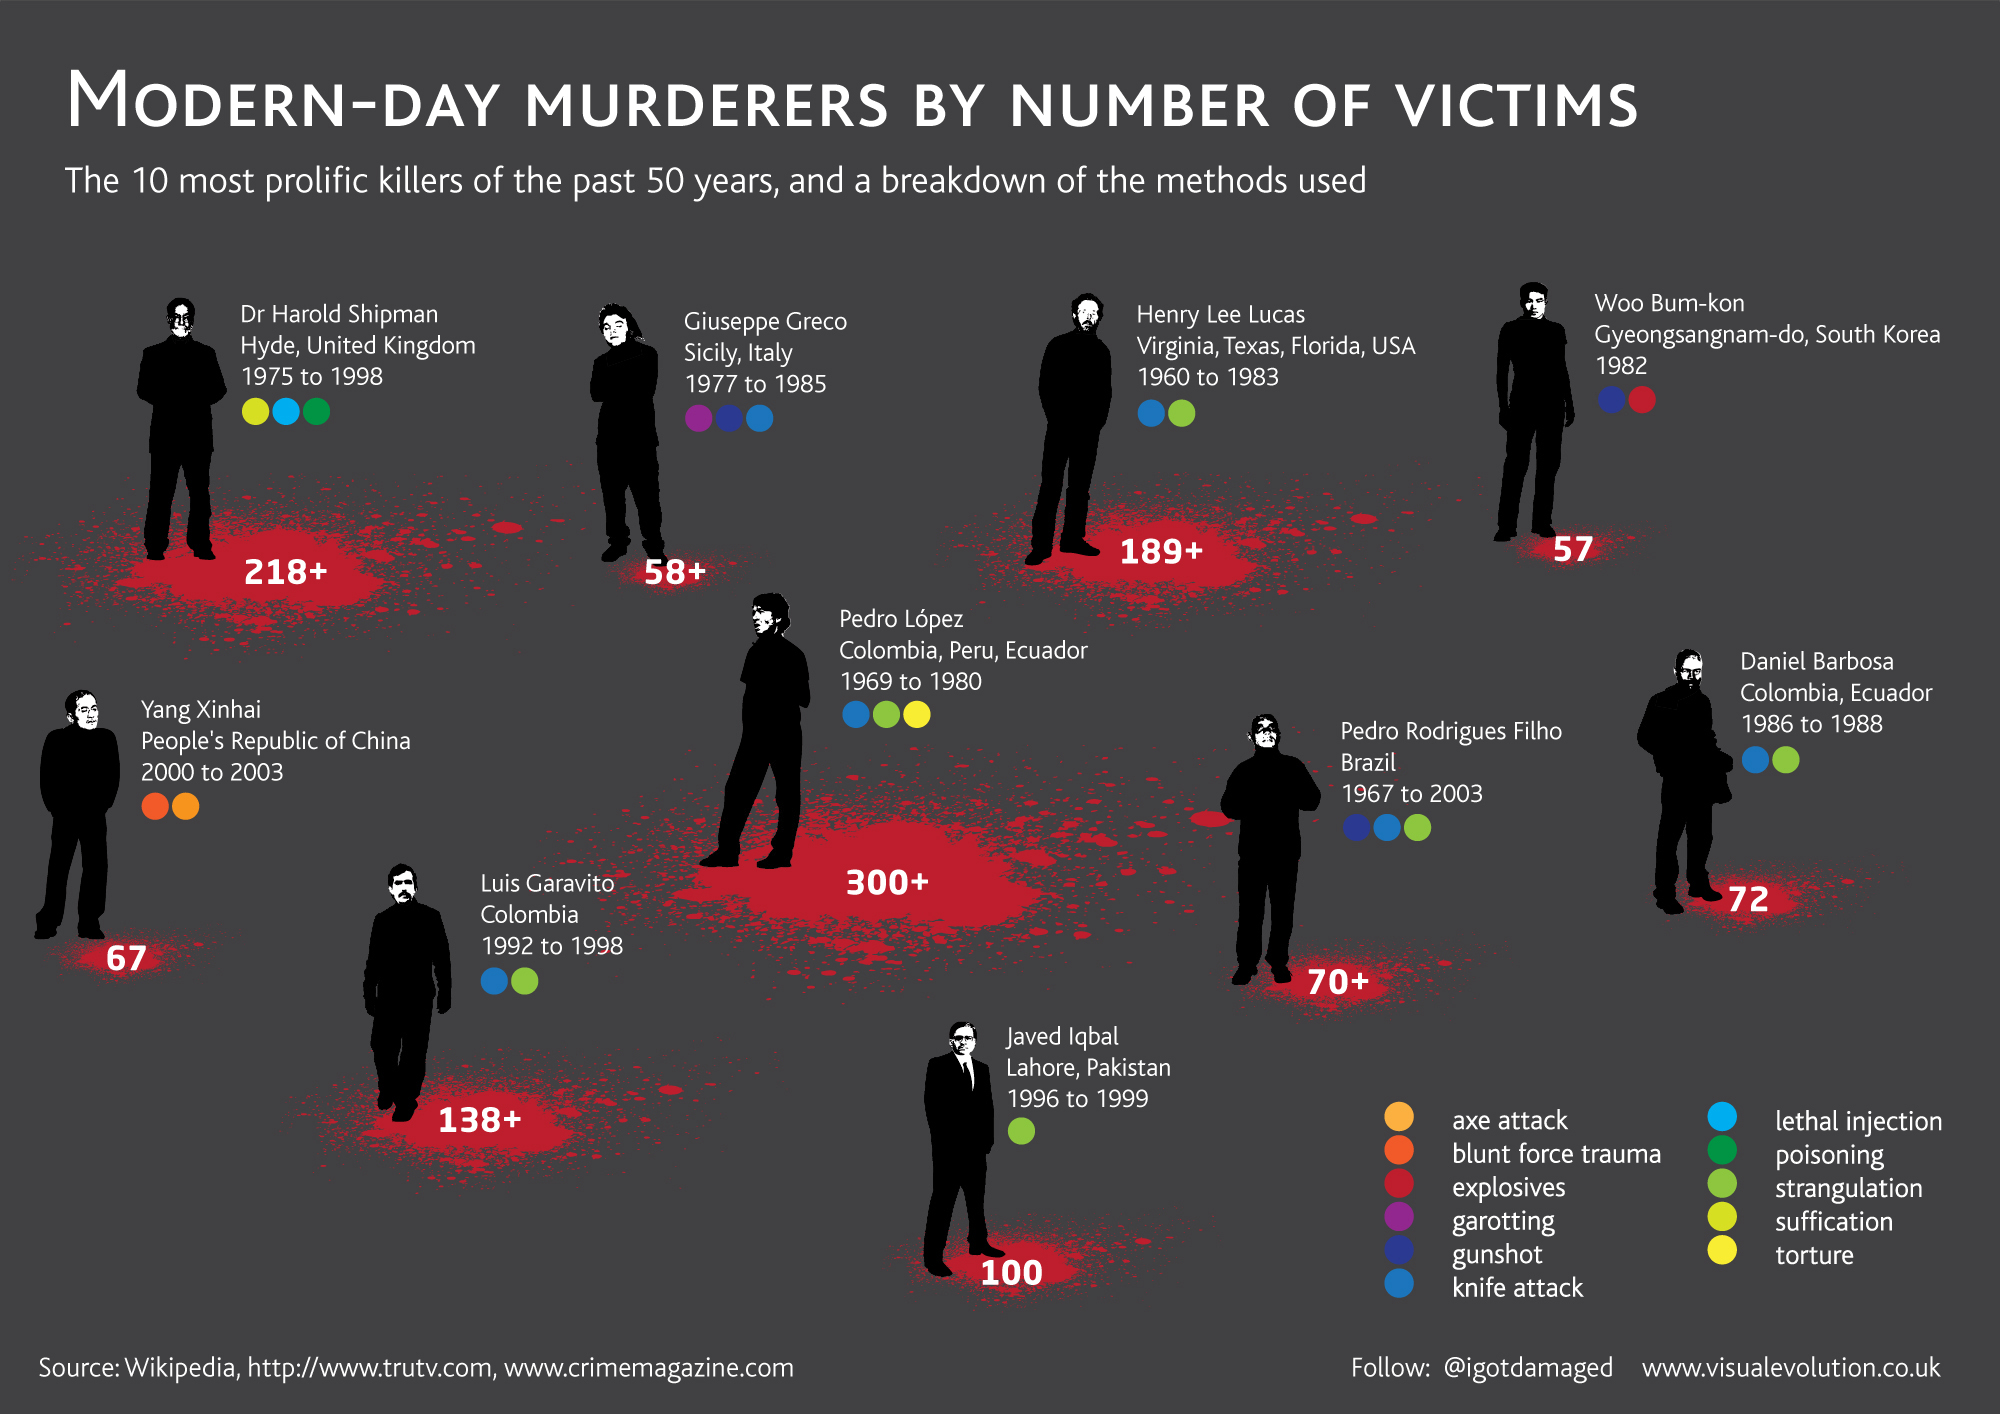 Modern-day murderers by number of victims
The 10 most prolific killers of the past 50 years, and a breakdown of the methods used
Dr Harold Shipman
Hyde, United Kingdom
1975 to 1998
218+
Giuseppe Greco
Sicily, Italy
1977 to 1985
58+
Henry Lee Lucas
Virginia, Texas, Florida, USA
1960 to 1983
189+
Woo Bum-kon
Gyeongsangnam-do, South Korea
1982
57
Pedro López
Colombia, Peru, Ecuador
1969 to 1980
300+
Daniel Barbosa
Colombia, Ecuador
1986 to 1988
72
Yang Xinhai
People's Republic of China
2000 to 2003
67
Pedro Rodrigues Filho
Brazil
1967 to 2003
70+
Luis Garavito
Colombia
1992 to 1998
138+
Javed Iqbal
Lahore, Pakistan
1996 to 1999
100
axe attack
blunt force trauma
explosives
garotting
gunshot
knife attack
lethal injection
poisoning
strangulation
suffication
torture
Source: Wikipedia, http://www.trutv.com, www.crimemagazine.com
Follow: @igotdamaged www.visualevolution.co.uk